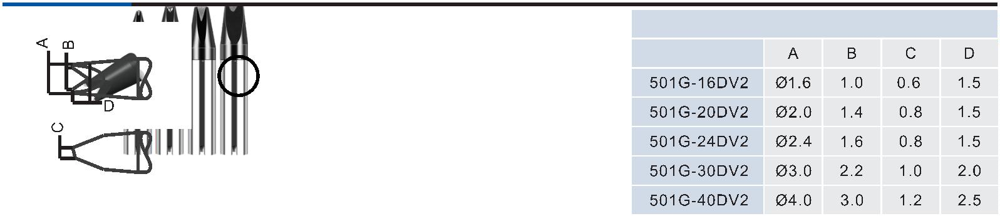 A
B
D
C
A B C D
501G-16DV2 Ø1.6 1.0 0.6 1.5
501G-20DV2 Ø2.0 1.4 0.8 1.5
501G-24DV2 Ø2.4 1.6 0.8 1.5
501G-30DV2 Ø3.0 2.2 1.0 2.0
501G-40DV2 Ø4.0 3.0 1.2 2.5